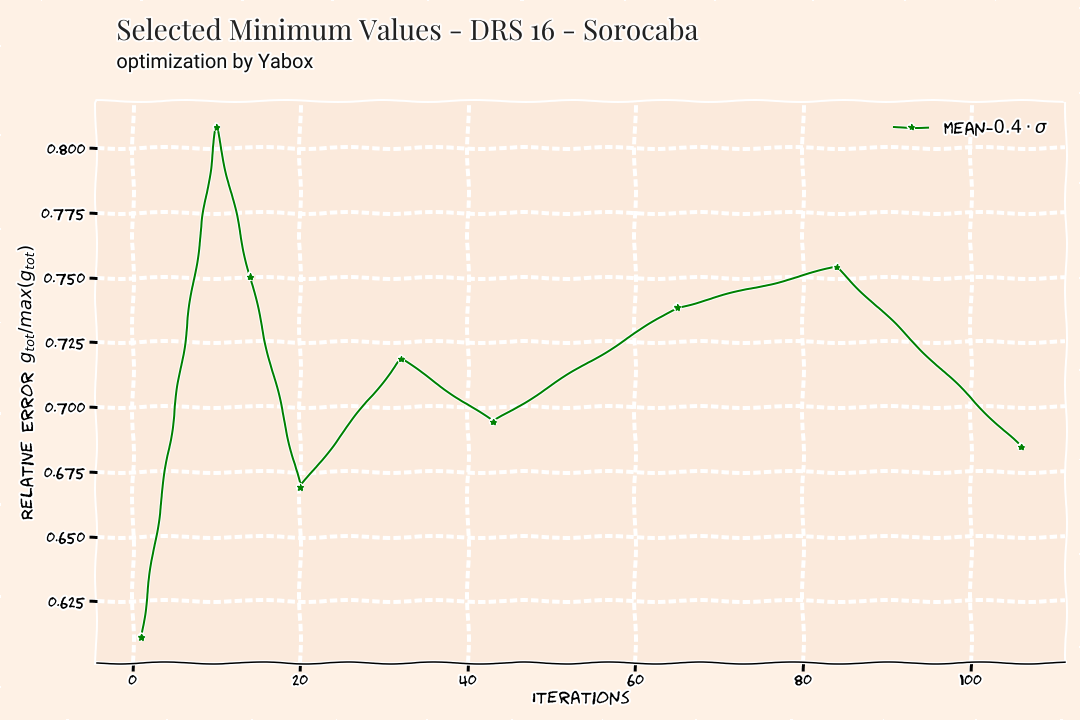 Selected Minimum Values - DRS 16 - Sorocaba
optimization by Yabox
MEAN-0.4 · σ
0.800
0.775
0.750
0.725
0.700
0.675
0.650
0.625
RELATIVE ERROR g_tot/max(g_tot)
0 20 40 60 80 100
ITERATIONS